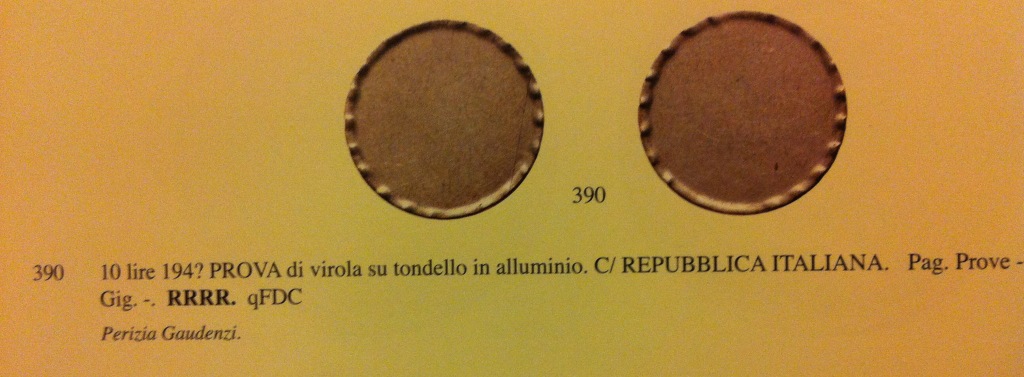 390
390 10 lire 194? PROVA di virola su tondello in alluminio. C/ REPUBBLICA ITALIANA. Pag. Prove -
Gig. -. RRRR. qFDC
Perizia Gaudenzi.